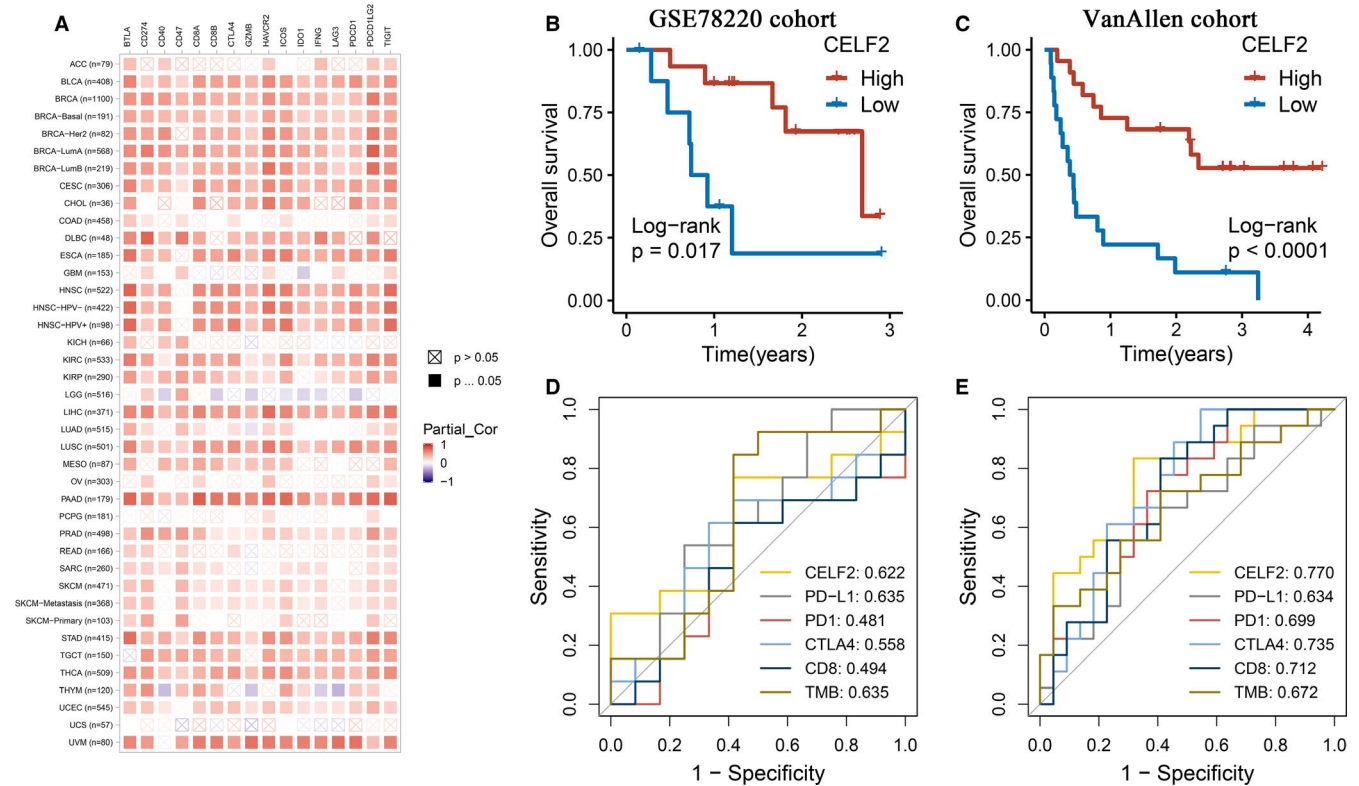 A
BTLA CD274 CD40 CD47 CD8A CD8B CTLA4 GZMB HAVCR2 ICOS IDO1 IFNG LAG3 PDCD1 PDCD1LG2 TIGIT
ACC (n=79)
BLCA (n=408)
BRCA (n=1100)
BRCA−Basal (n=191)
BRCA−Her2 (n=82)
BRCA−LumA (n=568)
BRCA−LumB (n=219)
CESC (n=306)
CHOL (n=36)
COAD (n=458)
DLBC (n=48)
ESCA (n=185)
GBM (n=153)
HNSC (n=522)
HNSC−HPV− (n=422)
HNSC−HPV+ (n=98)
KICH (n=66)
KIRC (n=533)
KIRP (n=290)
LGG (n=516)
LIHC (n=371)
LUAD (n=515)
LUSC (n=501)
MESO (n=87)
OV (n=303)
PAAD (n=179)
PCPG (n=181)
PRAD (n=498)
READ (n=166)
SARC (n=260)
SKCM (n=471)
SKCM−Metastasis (n=368)
SKCM−Primary (n=103)
STAD (n=415)
TGCT (n=150)
THCA (n=509)
THYM (n=120)
UCEC (n=545)
UCS (n=57)
UVM (n=80)
p > 0.05
p ... 0.05
Partial_Cor
1
0
−1
B
GSE78220 cohort
CELF2
High
Low
Overall survival
1.00
0.75
0.50
0.25
0.00
Log−rank
p = 0.017
0 1 2 3
Time(years)
C
VanAllen cohort
CELF2
High
Low
Overall survival
1.00
0.75
0.50
0.25
0.00
Log−rank
p < 0.0001
0 1 2 3 4
Time(years)
D
Sensitivity
1.0
0.8
0.6
0.4
0.2
0.0
CELF2: 0.622
PD−L1: 0.635
PD1: 0.481
CTLA4: 0.558
CD8: 0.494
TMB: 0.635
0.0 0.2 0.4 0.6 0.8 1.0
1 − Specificity
E
Sensitivity
1.0
0.8
0.6
0.4
0.2
0.0
CELF2: 0.770
PD−L1: 0.634
PD1: 0.699
CTLA4: 0.735
CD8: 0.712
TMB: 0.672
0.0 0.2 0.4 0.6 0.8 1.0
1 − Specificity